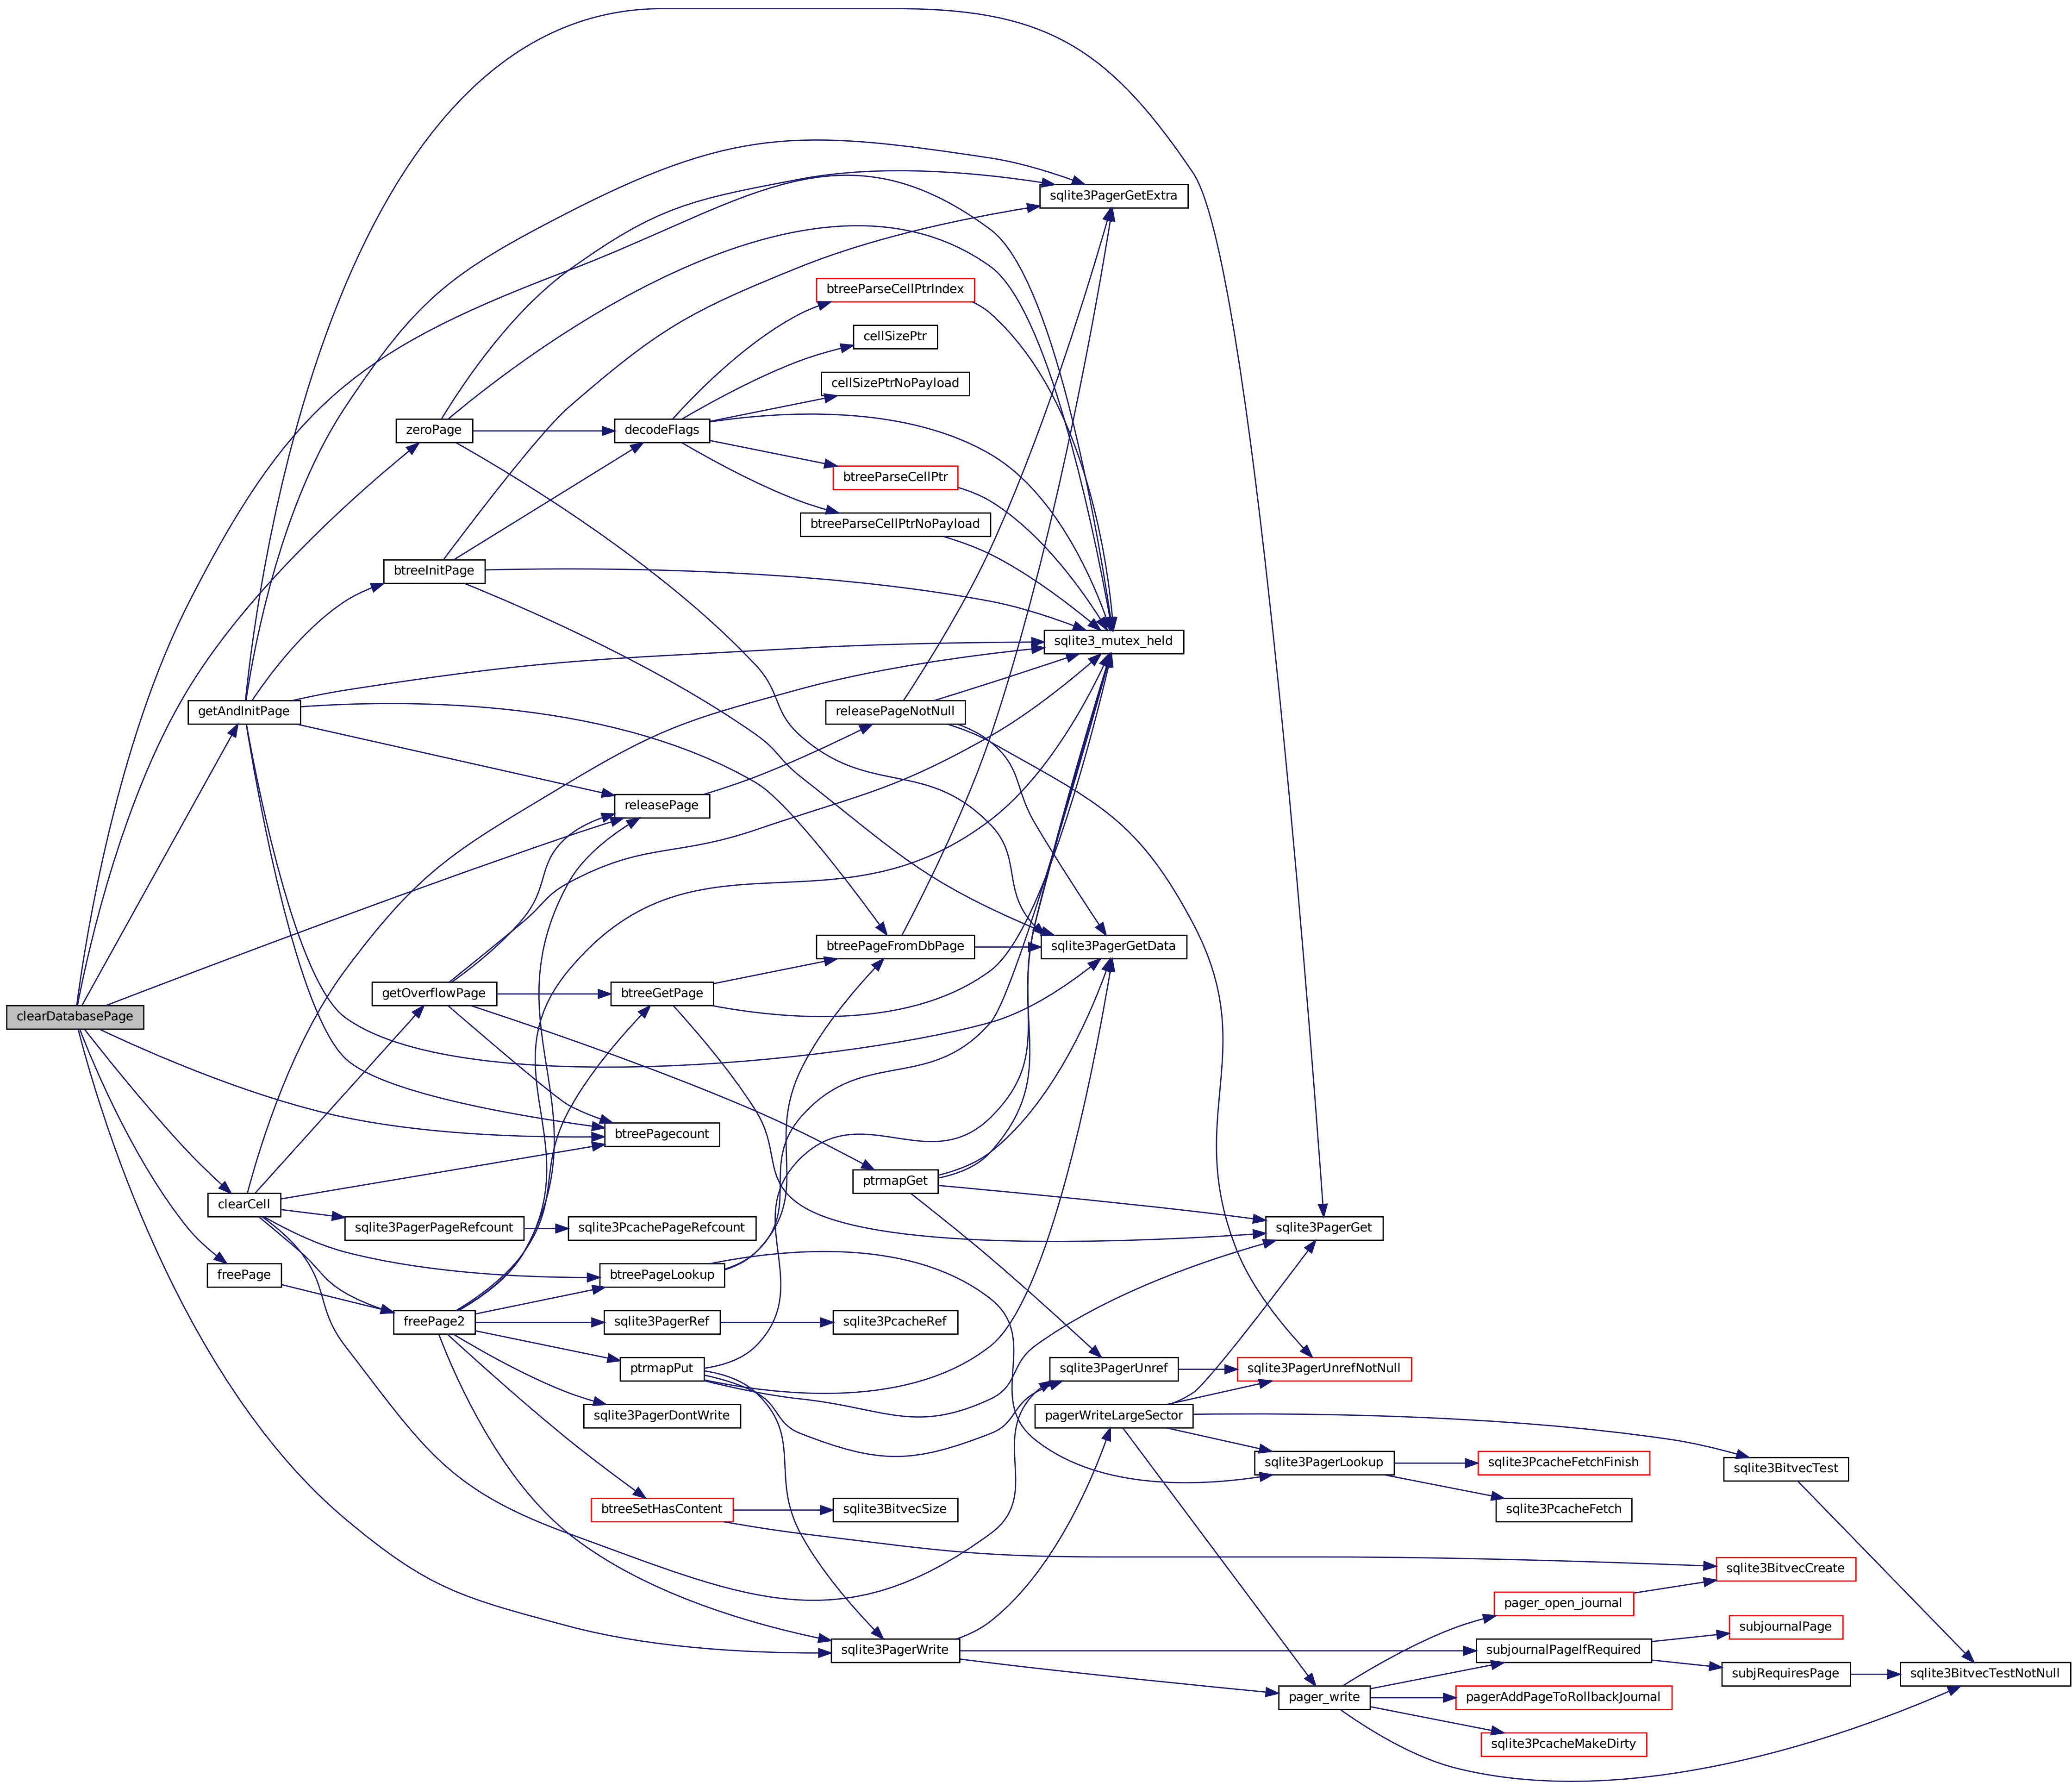 sqlite3PagerGetExtra
btreeParseCellPtrIndex
cellSizePtr
cellSizePtrNoPayload
zeroPage
decodeFlags
btreeParseCellPtr
btreeParseCellPtrNoPayload
btreeInitPage
sqlite3_mutex_held
getAndInitPage
releasePageNotNull
releasePage
btreePageFromDbPage
sqlite3PagerGetData
getOverflowPage
btreeGetPage
clearDatabasePage
btreePagecount
ptrmapGet
clearCell
sqlite3PagerPageRefcount
sqlite3PcachePageRefcount
sqlite3PagerGet
freePage
btreePageLookup
freePage2
sqlite3PagerRef
sqlite3PcacheRef
ptrmapPut
sqlite3PagerUnref
sqlite3PagerUnrefNotNull
sqlite3PagerDontWrite
pagerWriteLargeSector
sqlite3PagerLookup
sqlite3PcacheFetchFinish
sqlite3BitvecTest
btreeSetHasContent
sqlite3BitvecSize
sqlite3PcacheFetch
sqlite3BitvecCreate
pager_open_journal
subjournalPage
sqlite3PagerWrite
subjournalPageIfRequired
subjRequiresPage
sqlite3BitvecTestNotNull
pager_write
pagerAddPageToRollbackJournal
sqlite3PcacheMakeDirty